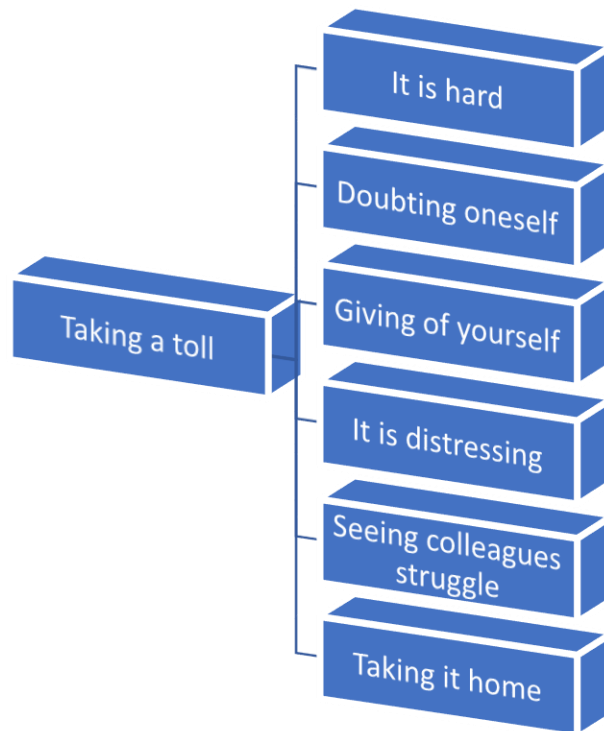 Taking a toll
It is hard
Doubting oneself
Giving of yourself
It is distressing
Seeing colleagues
struggle
Taking it home